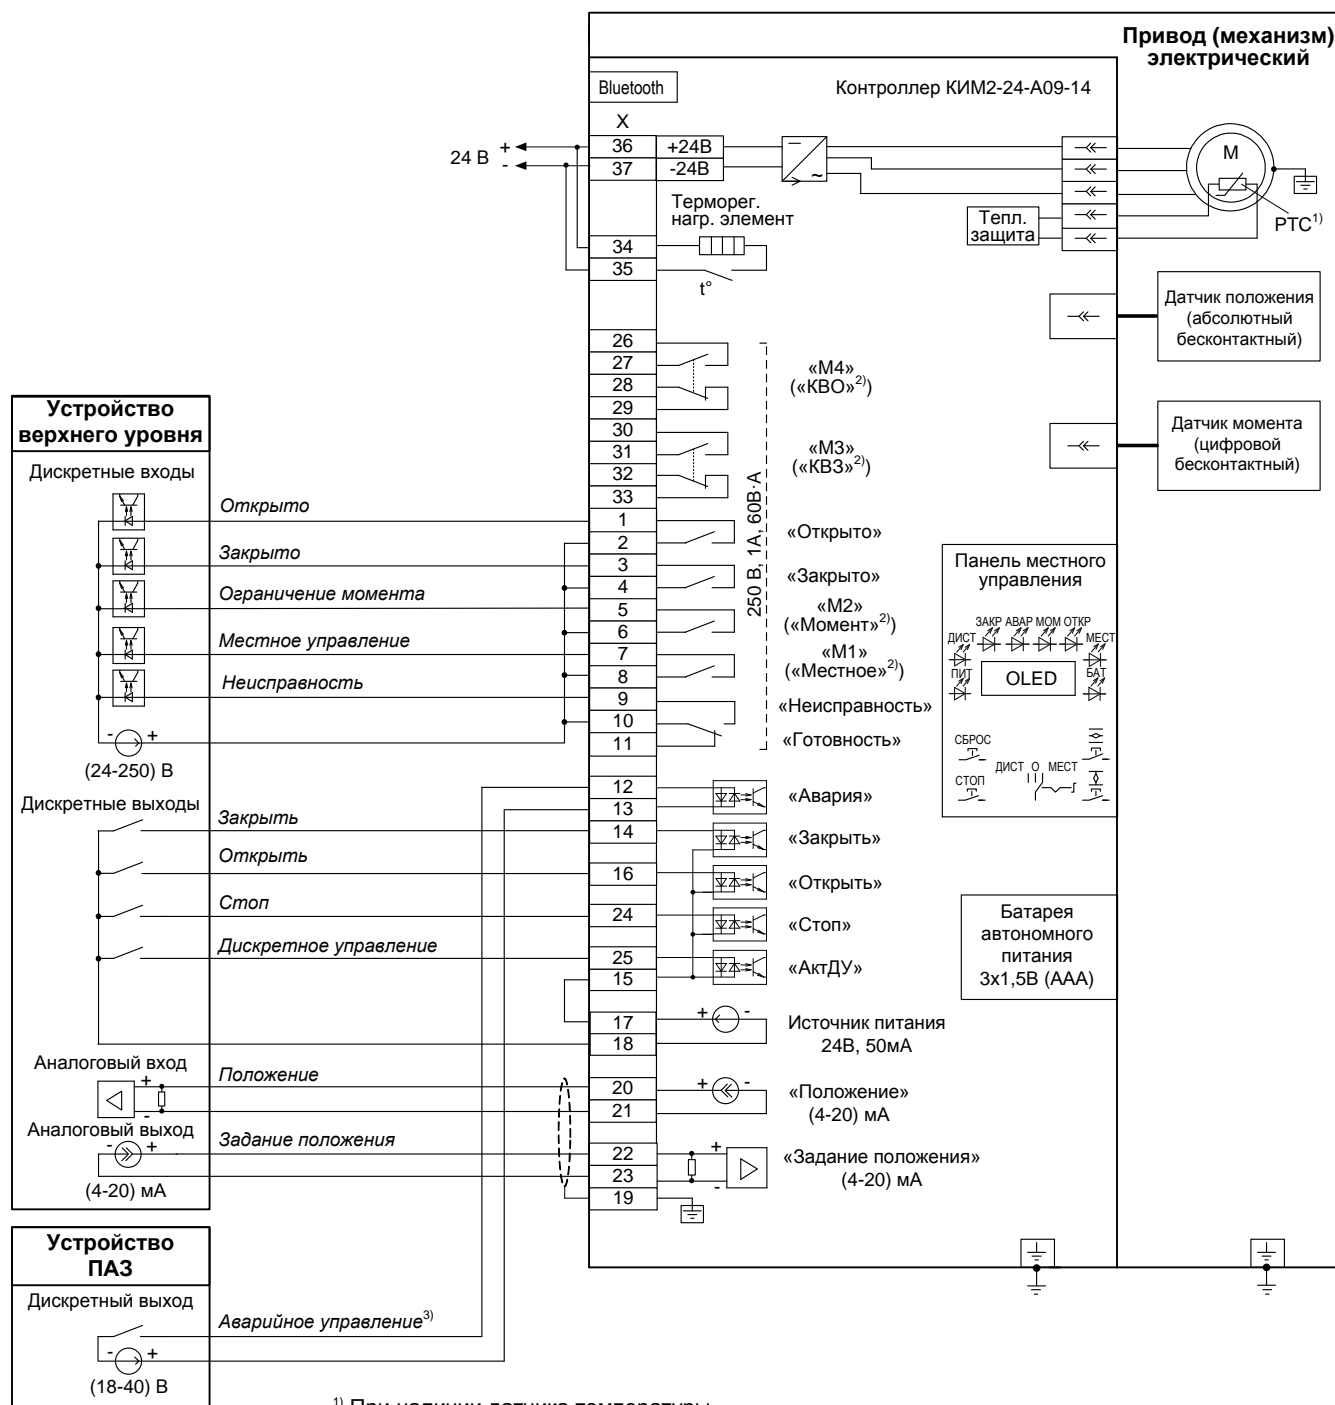 Привод (механизм)
электрический
Bluetooth
Контроллер КИМ2-24-А09-14
X
24 В
+
-
36 +24В
37 -24В
M
PTC1)
Тепл.
защита
Терморег.
нагр. элемент
34
35
t°
Датчик положения
(абсолютный
бесконтактный)
Датчик момента
(цифровой
бесконтактный)
26
27
28
29
30
31
32
33
1
2
3
4
5
6
7
8
9
10
11
«М4»
(«КВО»2))
«М3»
(«КВЗ»2))
250 В, 1А, 60В·А
«Открыто»
«Закрыто»
«М2»
(«Момент»2))
«М1»
(«Местное»2))
«Неисправность»
«Готовность»
Устройство
верхнего уровня
Дискретные входы
Открыто
Закрыто
Ограничение момента
Местное управление
Неисправность
- +
(24-250) В
Панель местного
управления
ЗАКР АВАР МОМ ОТКР
ДИСТ МЕСТ
ПИТ OLED БАТ
СБРОС
ДИСТ О МЕСТ
СТОП
Дискретные выходы
Закрыть
Открыть
Стоп
Дискретное управление
12
13
14
16
24
25
15
17
18
20
21
22
23
19
«Авария»
«Закрыть»
«Открыть»
«Стоп»
«АктДУ»
+ -
Источник питания
24В, 50мА
+ -
«Положение»
(4-20) мА
+
-
«Задание положения»
(4-20) мА
Батарея
автономного
питания
3х1,5В (ААА)
Аналоговый вход
+
-
Положение
Аналоговый выход
- +
Задание положения
(4-20) мА
Устройство
ПАЗ
Дискретный выход
Аварийное управление3)
- +
(18-40) В
1) При наличии датчика температуры